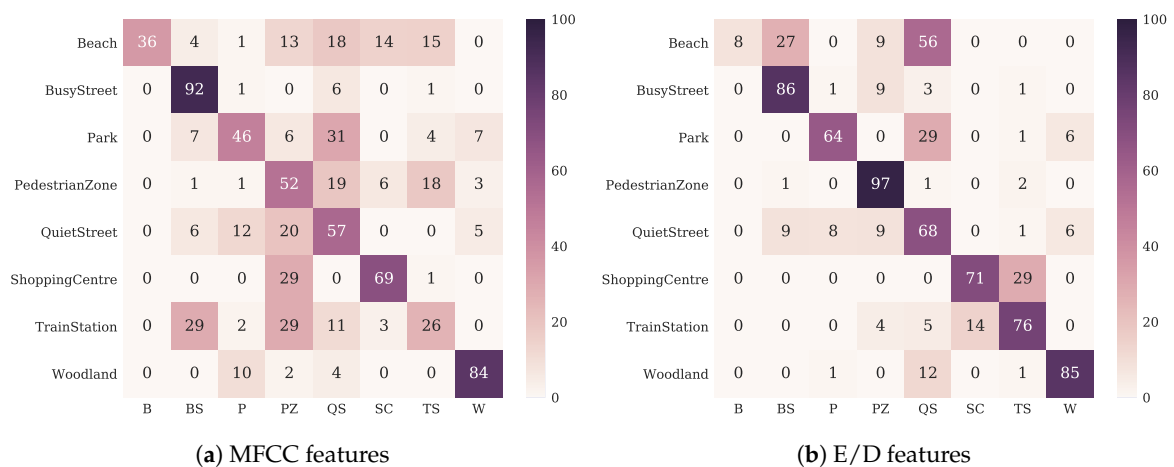 Beach 36 4 1 13 18 14 15 0
BusyStreet 0 92 1 0 6 0 1 0
Park 0 7 46 6 31 0 4 7
PedestrianZone 0 1 1 52 19 6 18 3
QuietStreet 0 6 12 20 57 0 0 5
ShoppingCentre 0 0 0 29 0 69 1 0
TrainStation 0 29 2 29 11 3 26 0
Woodland 0 0 10 2 4 0 0 84
B BS P PZ QS SC TS W
100
80
60
40
20
0
(a) MFCC features
Beach 8 27 0 9 56 0 0 0
BusyStreet 0 86 1 9 3 0 1 0
Park 0 0 64 0 29 0 1 6
PedestrianZone 0 1 0 97 1 0 2 0
QuietStreet 0 9 8 9 68 0 1 6
ShoppingCentre 0 0 0 0 0 71 29 0
TrainStation 0 0 0 4 5 14 76 0
Woodland 0 0 1 0 12 0 1 85
B BS P PZ QS SC TS W
100
80
60
40
20
0
(b) E/D features